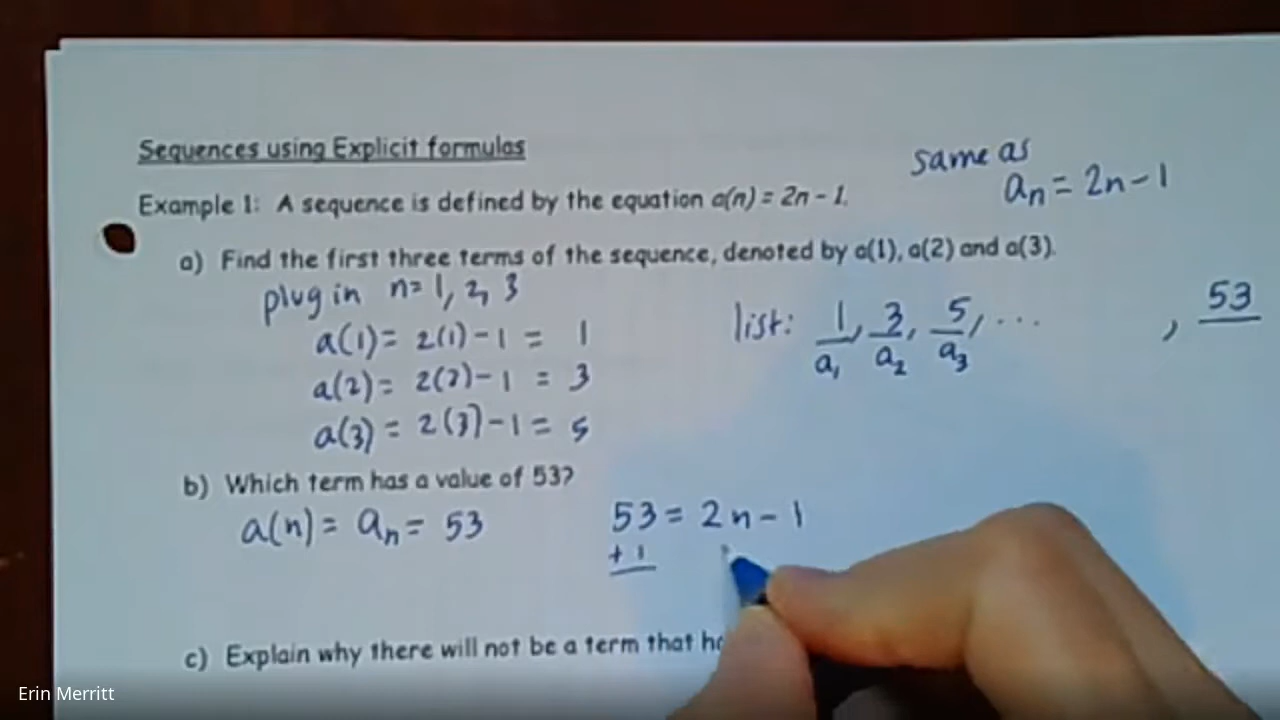 Sequences using Explicit formulas
same as
aₙ = 2n - 1
Example 1: A sequence is defined by the equation a(n) = 2n - 1.
a) Find the first three terms of the sequence, denoted by a(1), a(2) and a(3).
plug in n= 1, 2, 3
a(1)= 2(1)-1 = 1
a(2)= 2(2)-1 = 3
a(3)= 2(3)-1= 5
list: 1, 3, 5, ... , 53
a₁ a₂ a₃
b) Which term has a value of 53?
a(n)= aₙ= 53
53= 2n-1
+1
c) Explain why there will not be a term that
Erin Merritt